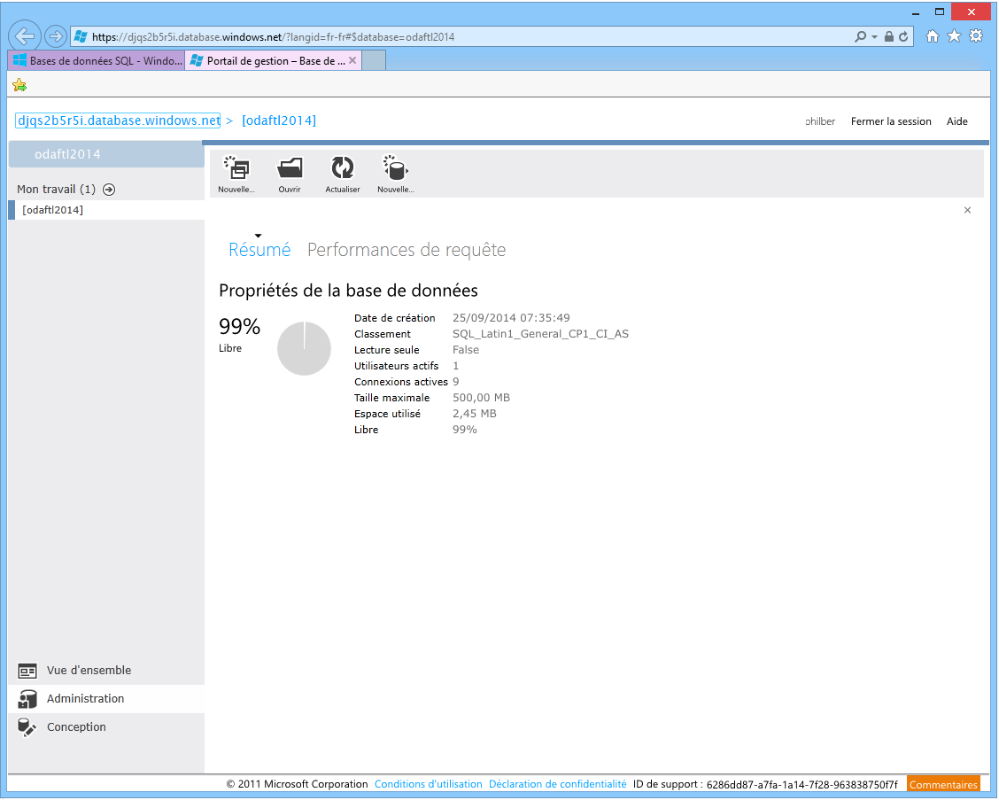 https://djqs2b5r5i.database.windows.net/?langid=fr-fr#$database=odaftl2014
Bases de données SQL - Windo...
Portail de gestion – Base de ...
djqs2b5r5i.database.windows.net > [odaftl2014]
philber Fermer la session Aide
odaftl2014
Mon travail (1)
[odaftl2014]
Nouvelle... Ouvrir Actualiser Nouvelle...
Résumé Performances de requête
Propriétés de la base de données
99%
Libre
Date de création 25/09/2014 07:35:49
Classement SQL_Latin1_General_CP1_CI_AS
Lecture seule False
Utilisateurs actifs 1
Connexions actives 9
Taille maximale 500,00 MB
Espace utilisé 2,45 MB
Libre 99%
Vue d'ensemble
Administration
Conception
© 2011 Microsoft Corporation Conditions d'utilisation Déclaration de confidentialité ID de support : 6286dd87-a7fa-1a14-7f28-963838750f7f Commentaires